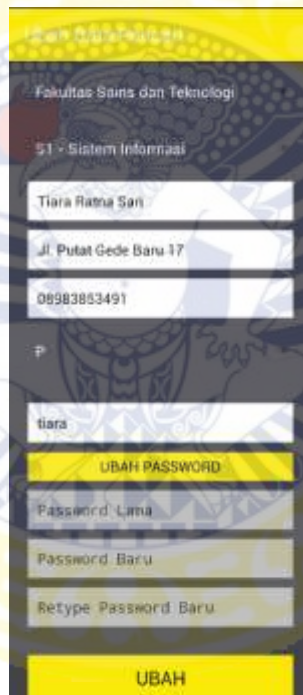 Fakultas Sains dan Teknologi
S1 - Sistem Informasi
Tiara Ratna Sari
Jl. Putat Gede Baru 17
08983853491
P
tiara
UBAH PASSWORD
Password Lama
Password Baru
Retype Password Baru
UBAH